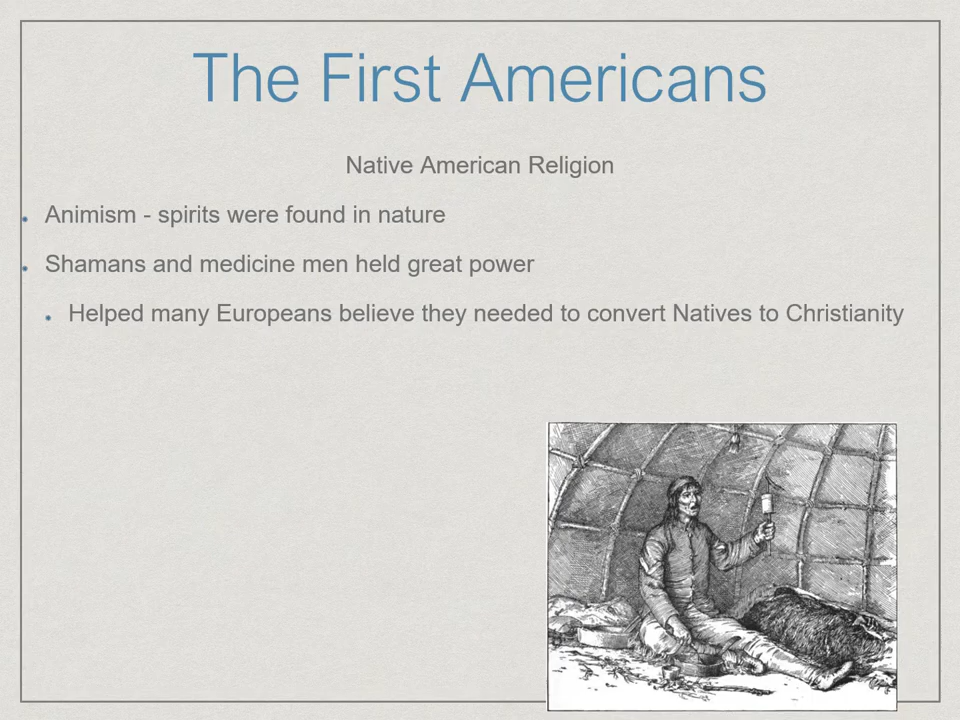 The First Americans
Native American Religion
Animism - spirits were found in nature
Shamans and medicine men held great power
Helped many Europeans believe they needed to convert Natives to Christianity